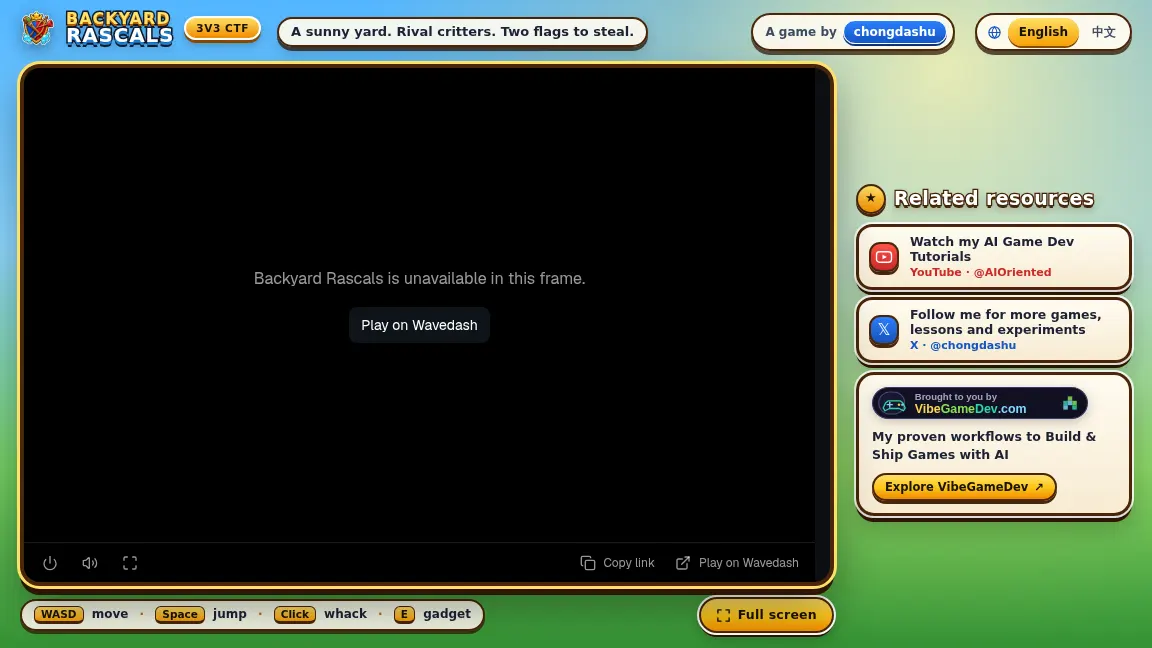 BACKYARD
RASCALS
3V3 CTF
A sunny yard. Rival critters. Two flags to steal.
A game by chongdashu
English 中文
Backyard Rascals is unavailable in this frame.
Play on Wavedash
Copy link
Play on Wavedash
WASD move · Space jump · Click whack · E gadget
Full screen
Related resources
Watch my AI Game Dev
Tutorials
YouTube · @AIOriented
Follow me for more games,
lessons and experiments
X · @chongdashu
Brought to you by
VibeGameDev.com
My proven workflows to Build &
Ship Games with AI
Explore VibeGameDev ↗